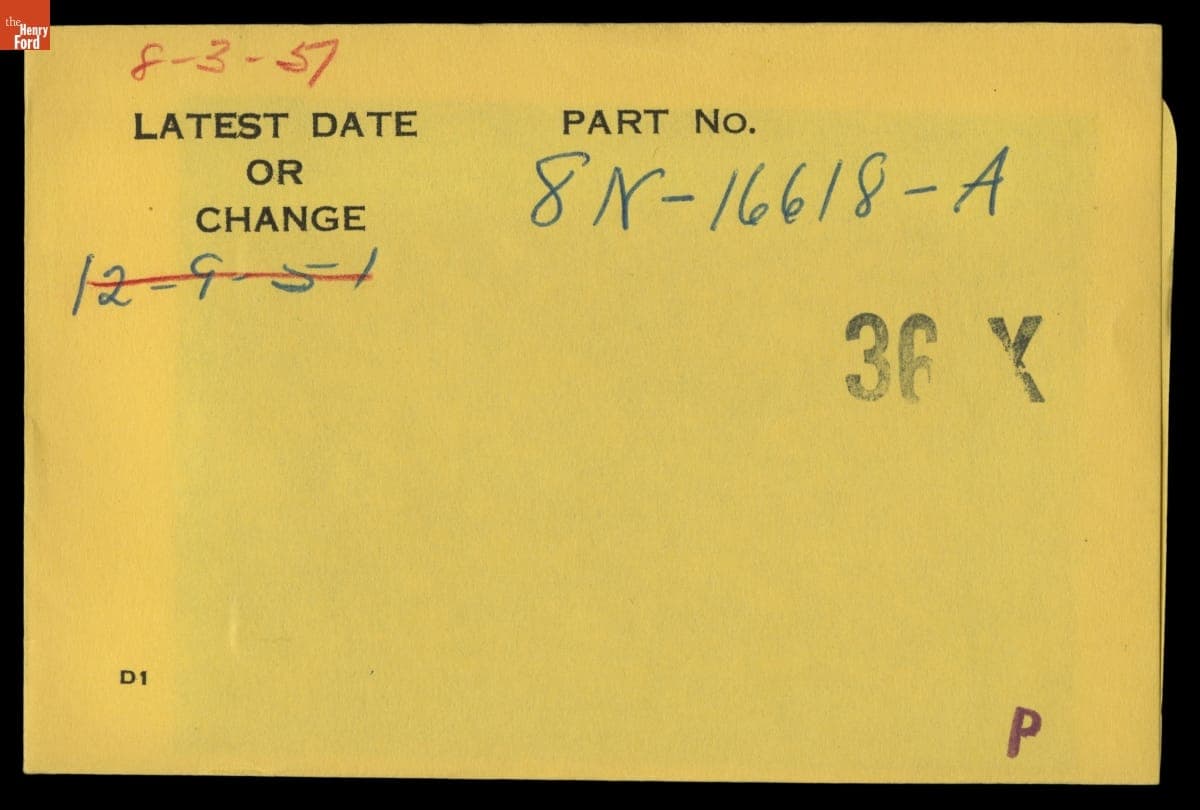 the
Henry
Ford
8-3-57
LATEST DATE
OR
CHANGE
12-9-51
PART No.
8N-16618-A
36 X
D1
P